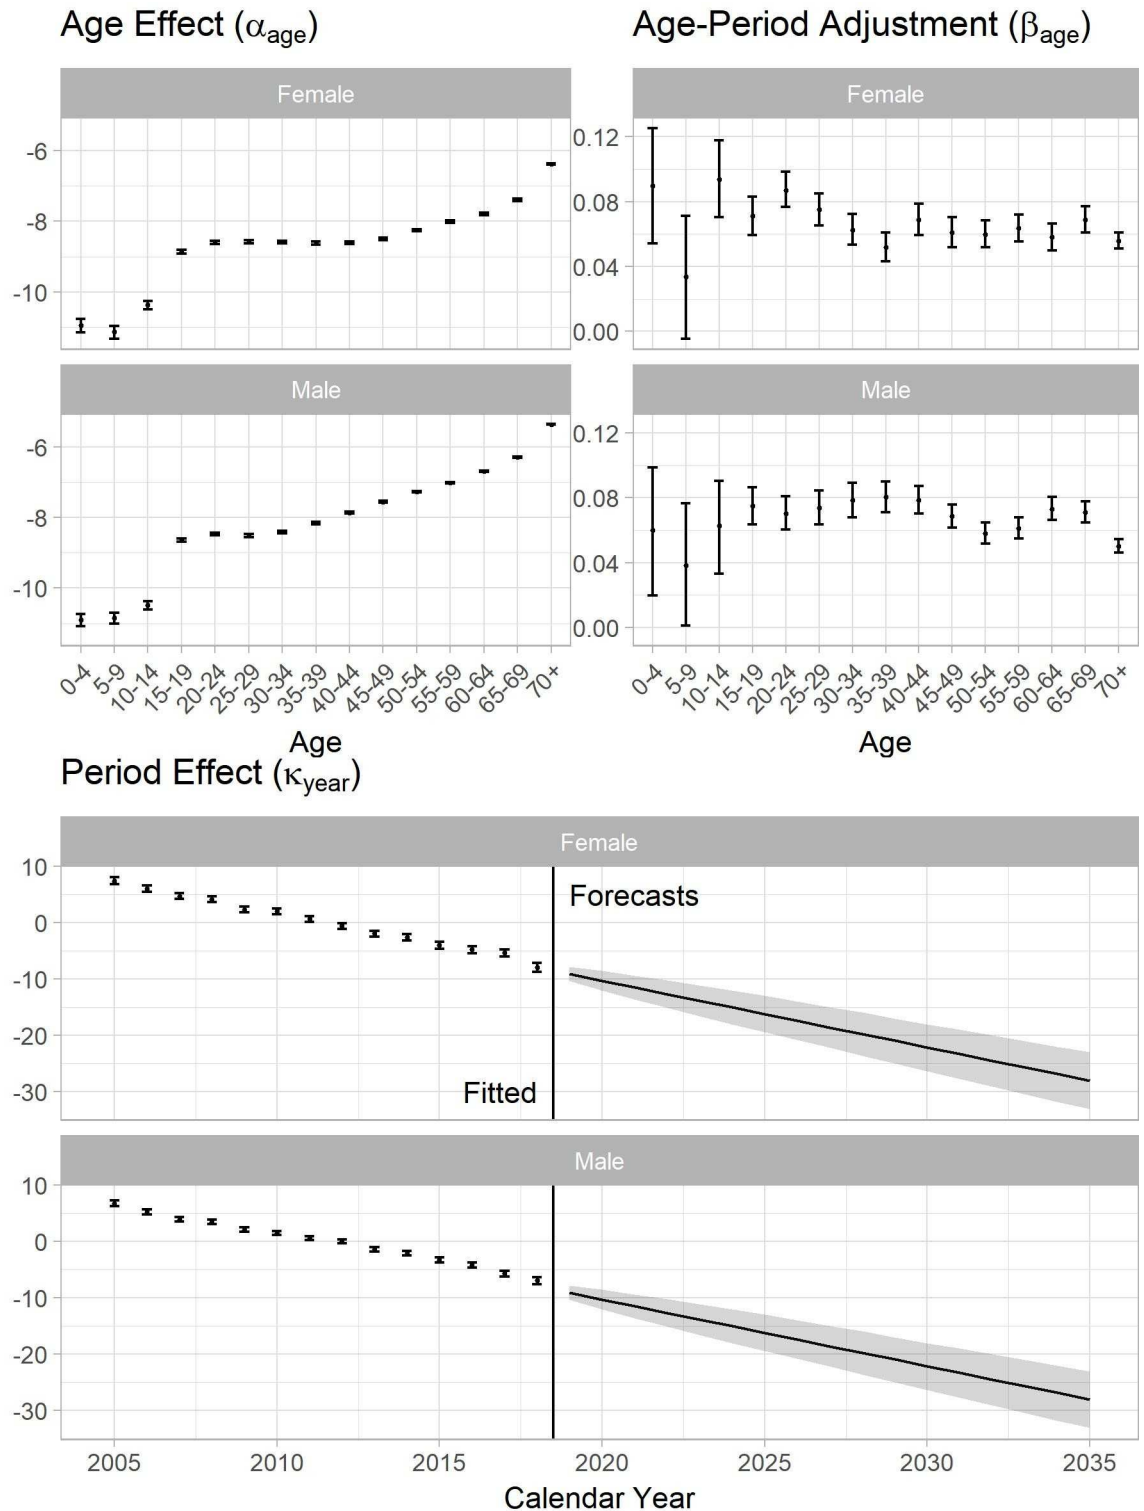 Age Effect (αage)
Age-Period Adjustment (βage)
Female
Female
-6
-8
-10
0.12
0.08
0.04
0.00
Male
Male
-6
-8
-10
0.12
0.08
0.04
0.00
0-4 5-9 10-14 15-19 20-24 25-29 30-34 35-39 40-44 45-49 50-54 55-59 60-64 65-69 70+
0-4 5-9 10-14 15-19 20-24 25-29 30-34 35-39 40-44 45-49 50-54 55-59 60-64 65-69 70+
Age
Age
Period Effect (κyear)
Female
10
0
-10
-20
-30
Forecasts
Fitted
Male
10
0
-10
-20
-30
2005 2010 2015 2020 2025 2030 2035
Calendar Year